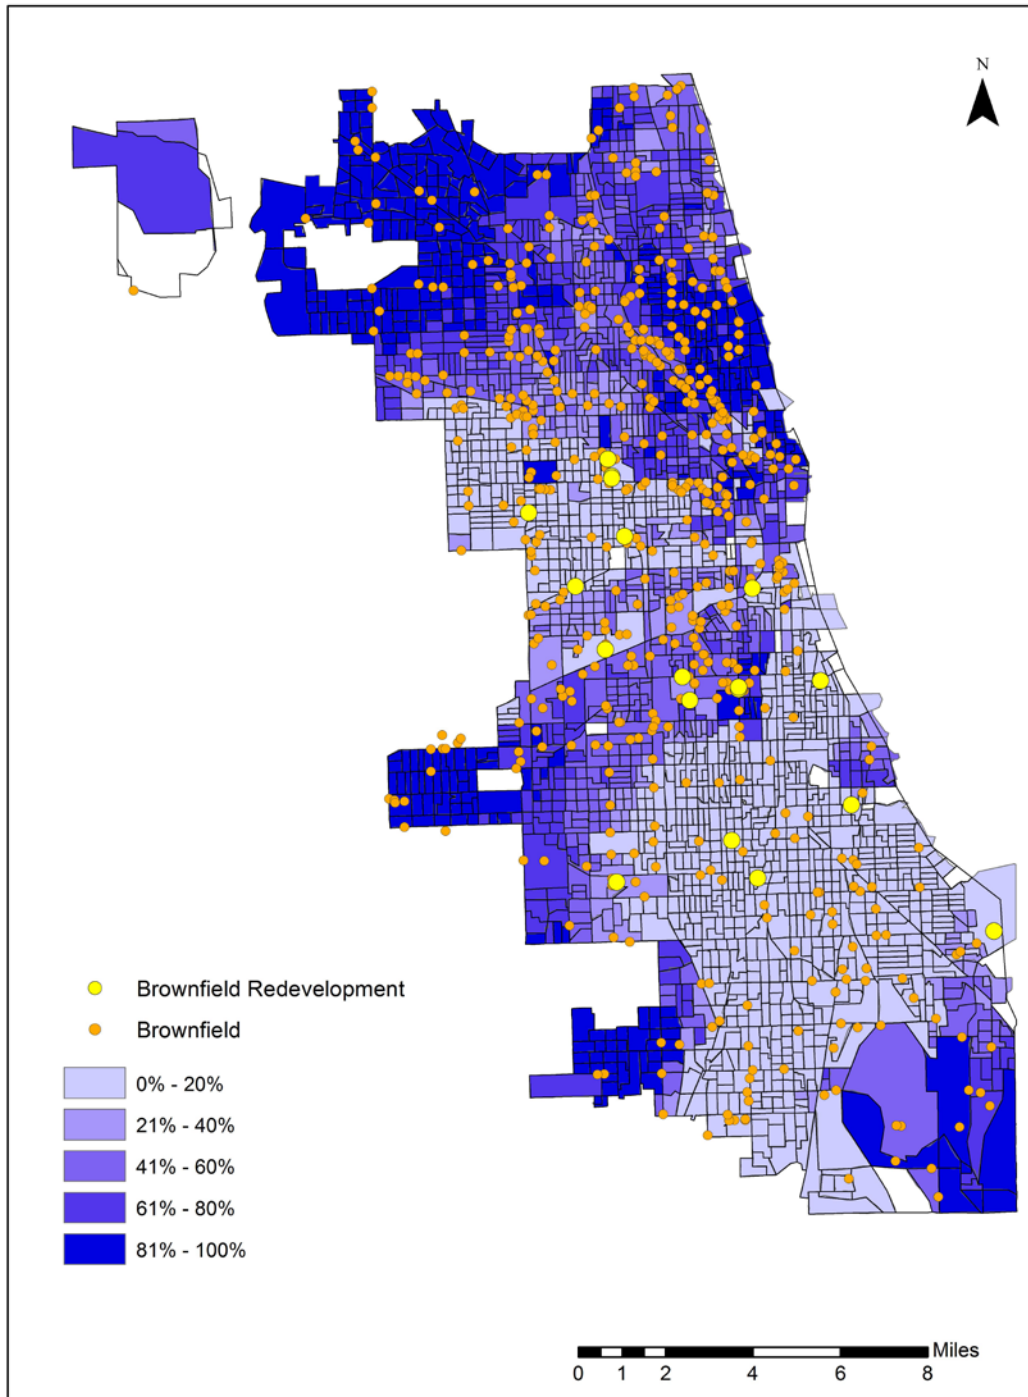 N
Brownfield Redevelopment
Brownfield
0% - 20%
21% - 40%
41% - 60%
61% - 80%
81% - 100%
Miles
0 1 2 4 6 8